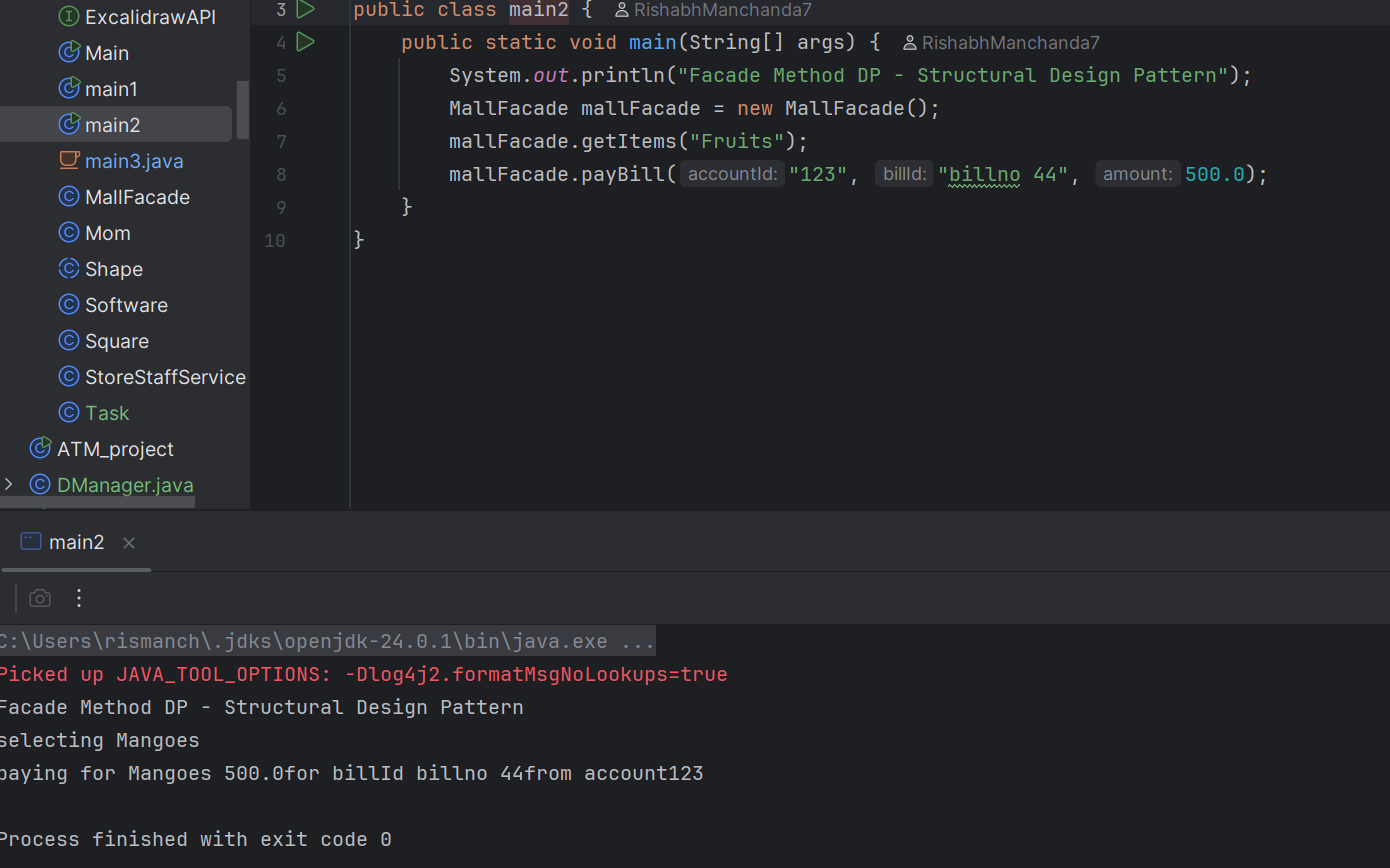 ExcalidrawAPI
Main
main1
main2
main3.java
MallFacade
Mom
Shape
Software
Square
StoreStaffService
Task
ATM_project
DManager.java
3 public class main2 { RishabhManchanda7
4 public static void main(String[] args) { RishabhManchanda7
5 System.out.println("Facade Method DP - Structural Design Pattern");
6 MallFacade mallFacade = new MallFacade();
7 mallFacade.getItems("Fruits");
8 mallFacade.payBill( accountId: "123", billId: "billno 44", amount: 500.0);
9 }
10 }
main2
C:\Users\rismanch\.jdks\openjdk-24.0.1\bin\java.exe ...
Picked up JAVA_TOOL_OPTIONS: -Dlog4j2.formatMsgNoLookups=true
Facade Method DP - Structural Design Pattern
selecting Mangoes
paying for Mangoes 500.0for billId billno 44from account123
Process finished with exit code 0